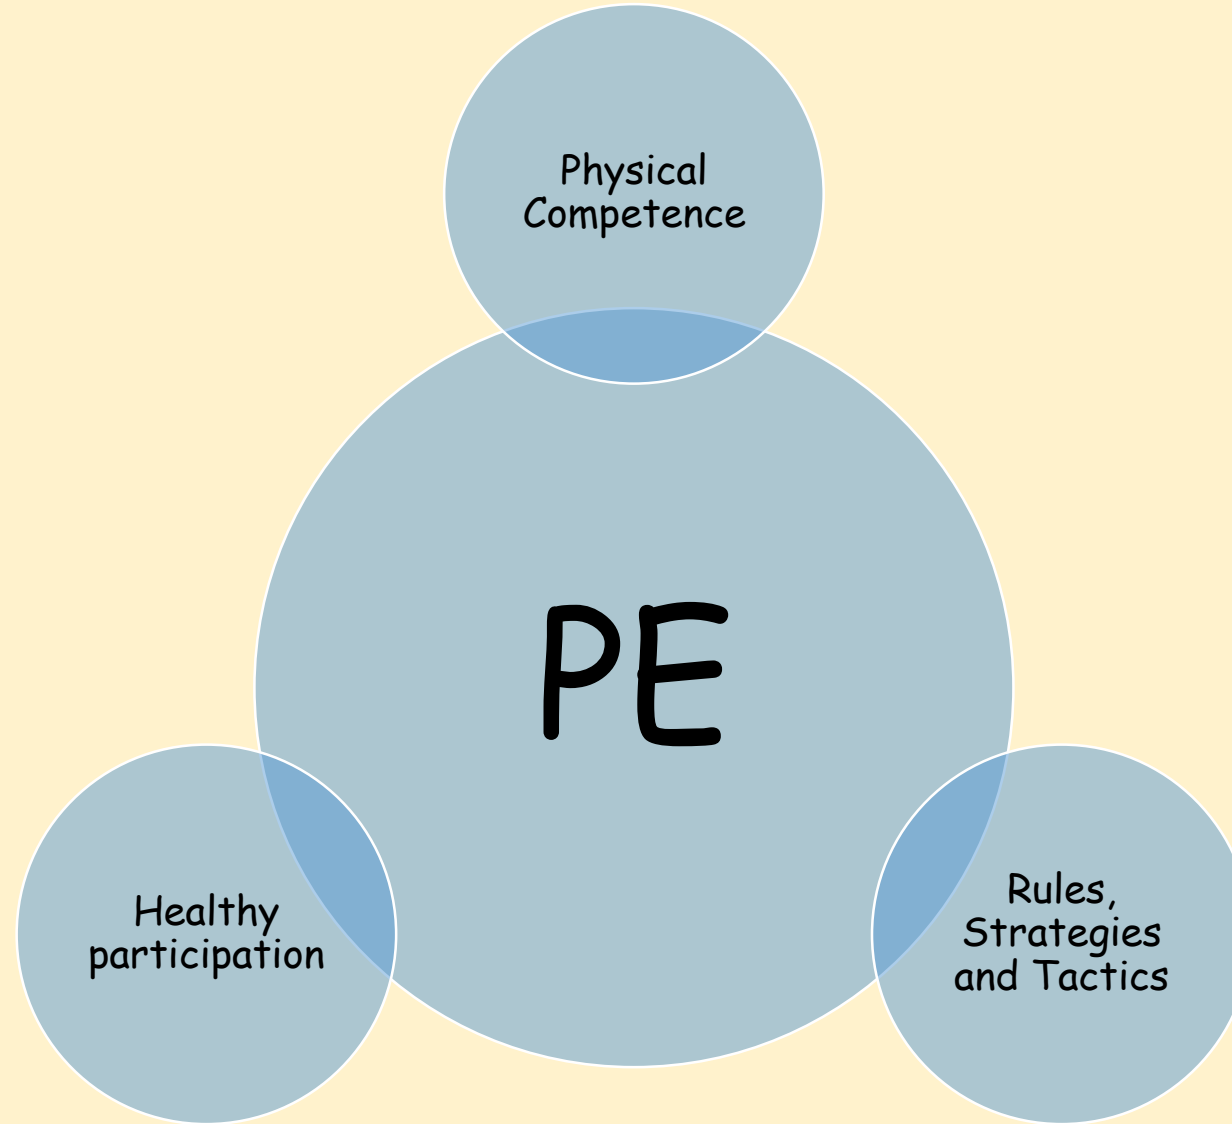 Physical
Competence
PE
Healthy
participation
Rules,
Strategies
and Tactics